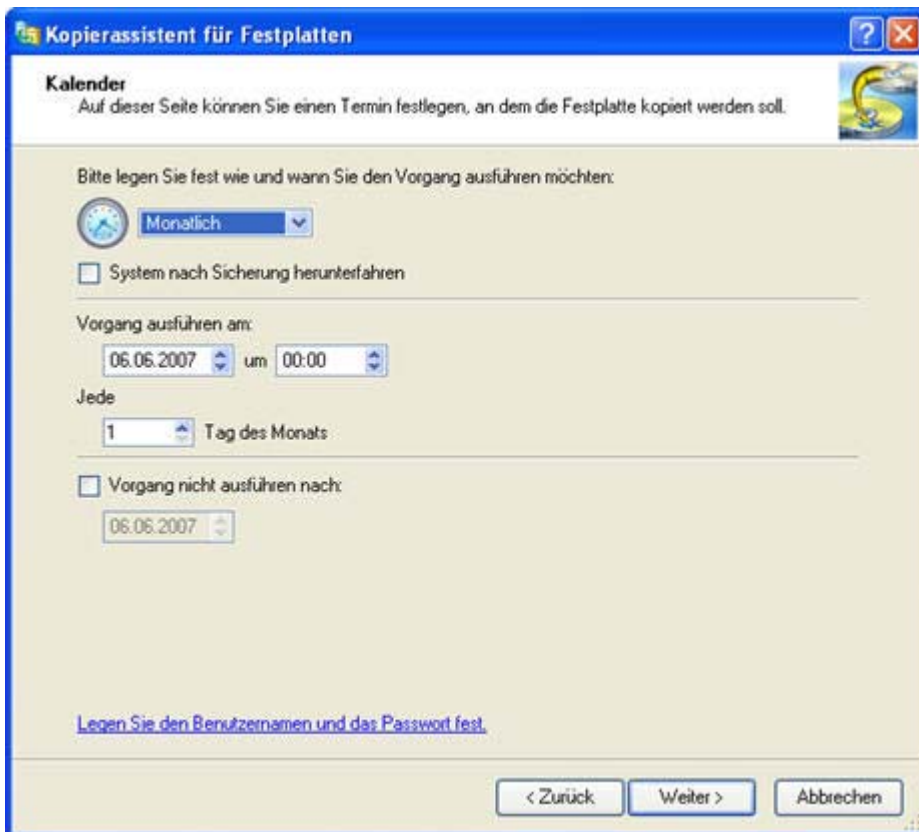 Kopierassistent für Festplatten
Kalender
Auf dieser Seite können Sie einen Termin festlegen, an dem die Festplatte kopiert werden soll.
Bitte legen Sie fest wie und wann Sie den Vorgang ausführen möchten:
Monatlich
System nach Sicherung herunterfahren
Vorgang ausführen am:
06.06.2007 um 00:00
Jede
1 Tag des Monats
Vorgang nicht ausführen nach:
06.06.2007
Legen Sie den Benutzernamen und das Passwort fest.
< Zurück Weiter > Abbrechen